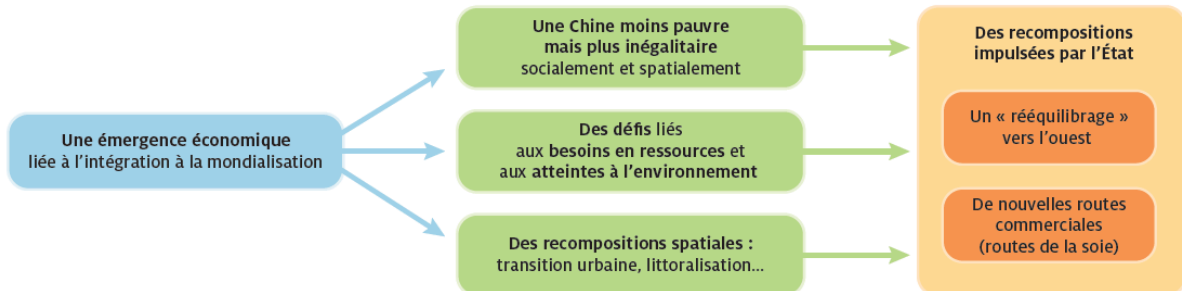 Une émergence économique
liée à l'intégration à la mondialisation
Une Chine moins pauvre
mais plus inégalitaire
socialement et spatialement
Des défis liés
aux besoins en ressources et
aux atteintes à l'environnement
Des recompositions spatiales :
transition urbaine, littoralisation...
Des recompositions
impulsées par l'État
Un « rééquilibrage »
vers l'ouest
De nouvelles routes
commerciales
(routes de la soie)